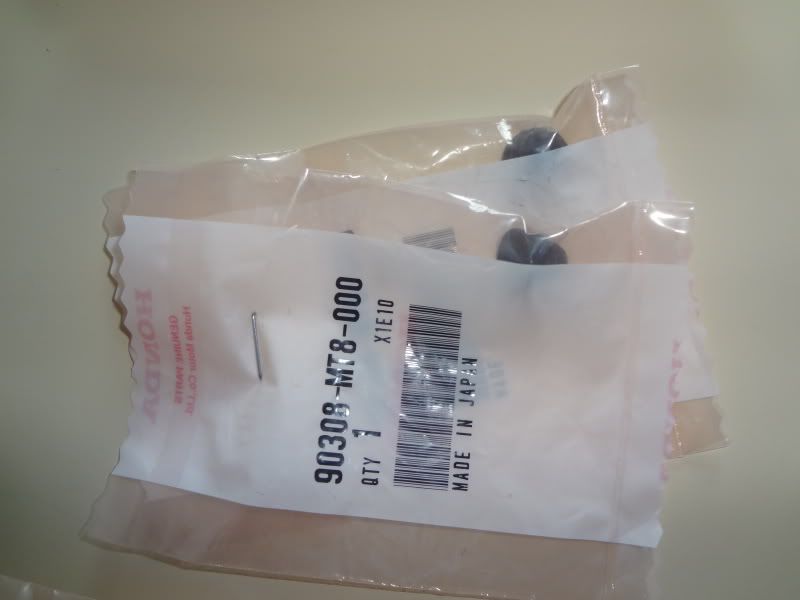 90308-MT8-000
QTY 1 X1E10
MADE IN JAPAN
HONDA
Honda Motor Co.,Ltd.
GENUINE PARTS